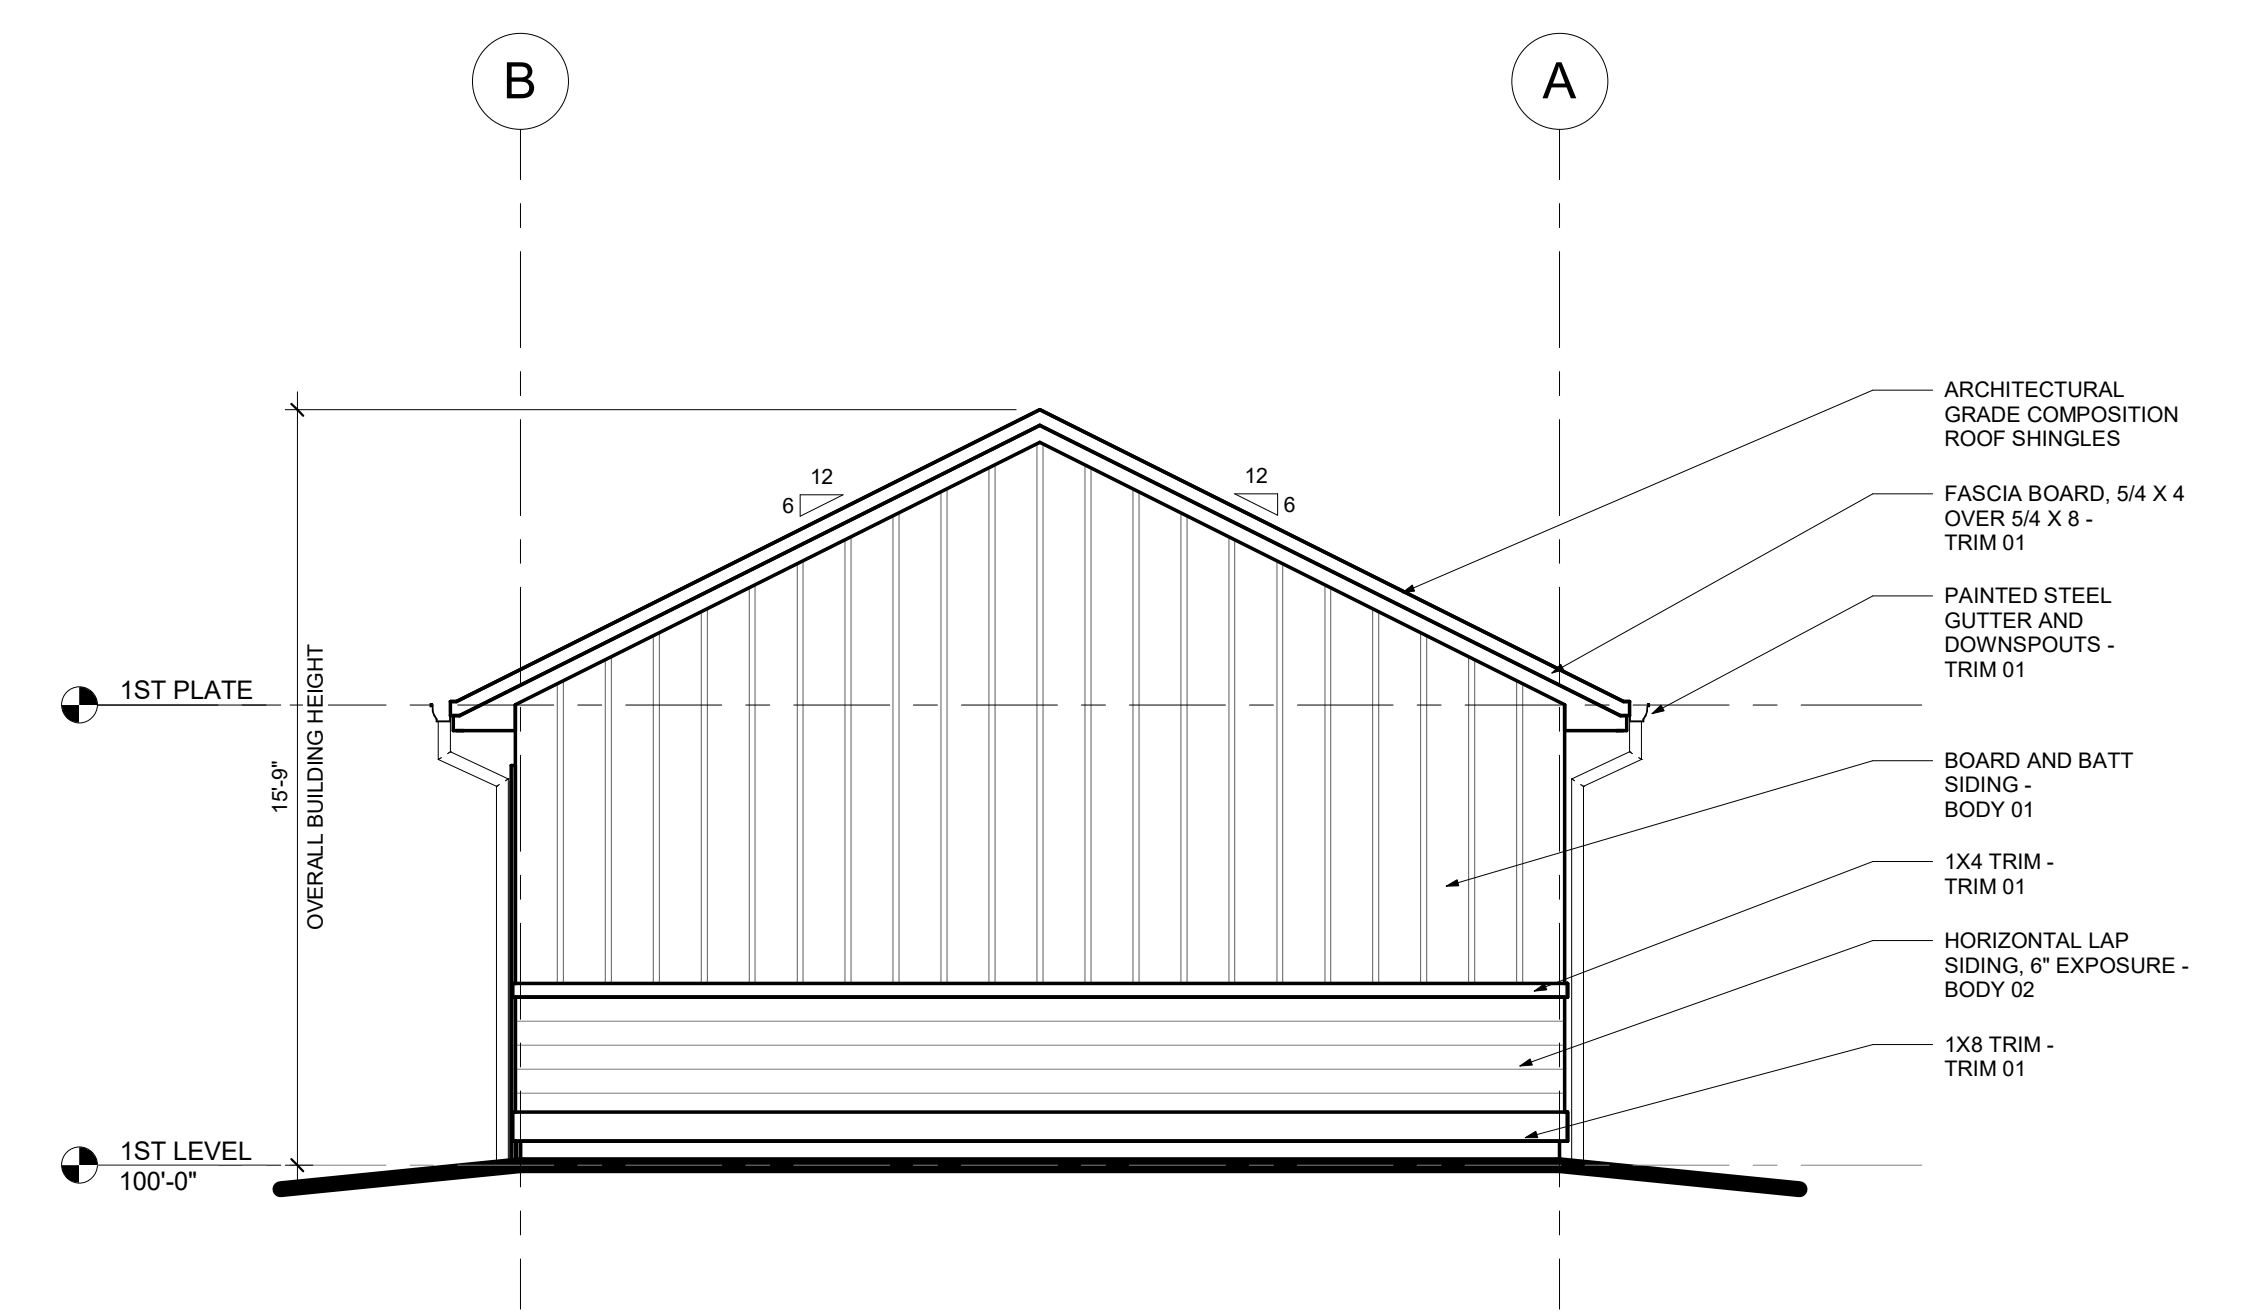 B
A
ARCHITECTURAL
GRADE COMPOSITION
ROOF SHINGLES
12
6
12
6
FASCIA BOARD, 5/4 X 4
OVER 5/4 X 8 -
TRIM 01
PAINTED STEEL
GUTTER AND
DOWNSPOUTS -
TRIM 01
1ST PLATE
15'-9"
OVERALL BUILDING HEIGHT
BOARD AND BATT
SIDING -
BODY 01
1X4 TRIM -
TRIM 01
HORIZONTAL LAP
SIDING, 6" EXPOSURE -
BODY 02
1X8 TRIM -
TRIM 01
1ST LEVEL
100'-0"